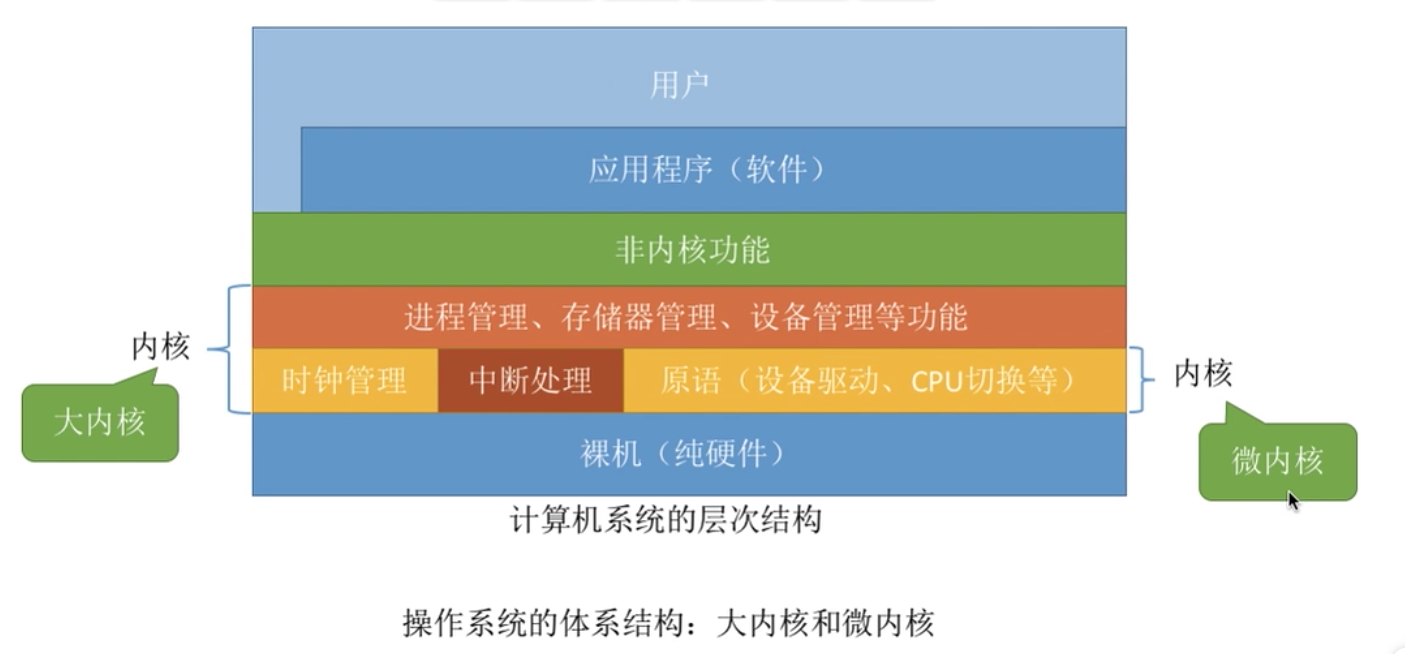 用户
应用程序（软件）
非内核功能
进程管理、存储器管理、设备管理等功能
内核
时钟管理
中断处理
原语（设备驱动、CPU切换等）
内核
大内核
裸机（纯硬件）
微内核
计算机系统的层次结构
操作系统的体系结构：大内核和微内核